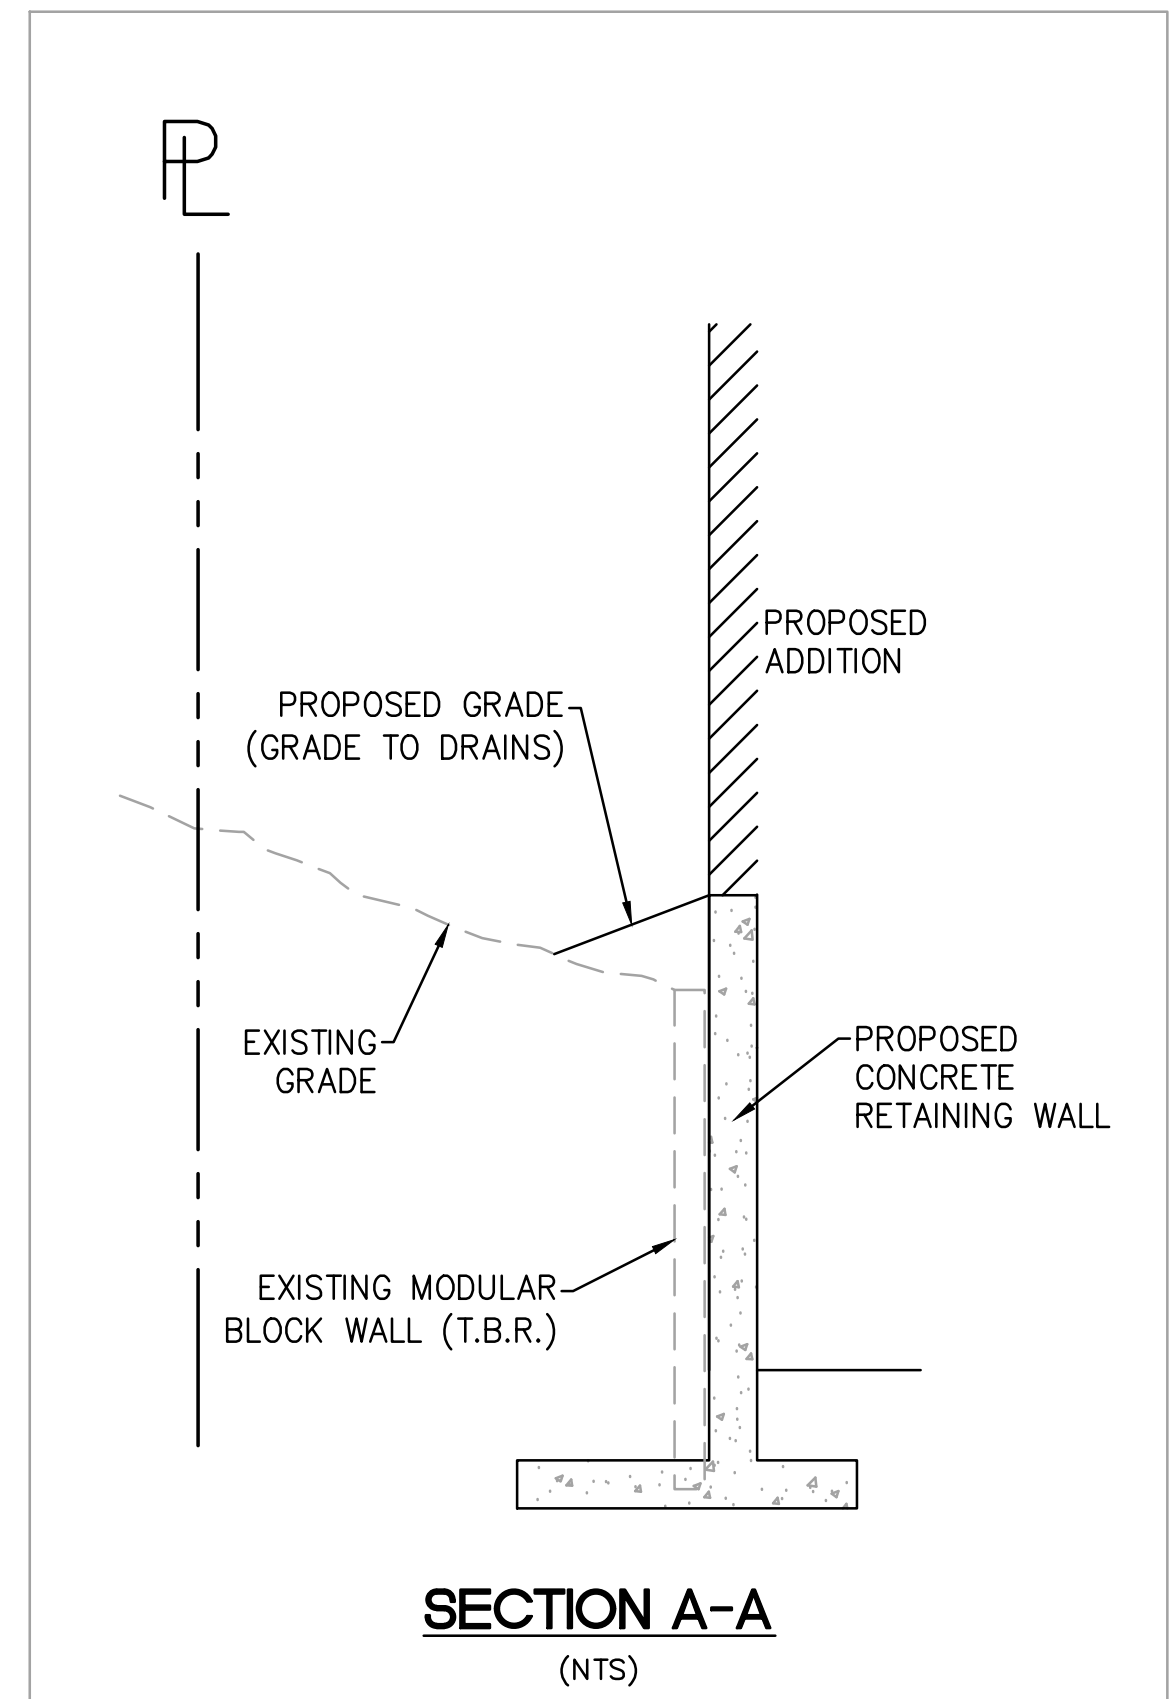 PL
PROPOSED
ADDITION
PROPOSED GRADE
(GRADE TO DRAINS)
EXISTING
GRADE
PROPOSED
CONCRETE
RETAINING WALL
EXISTING MODULAR
BLOCK WALL (T.B.R.)
SECTION A-A
(NTS)